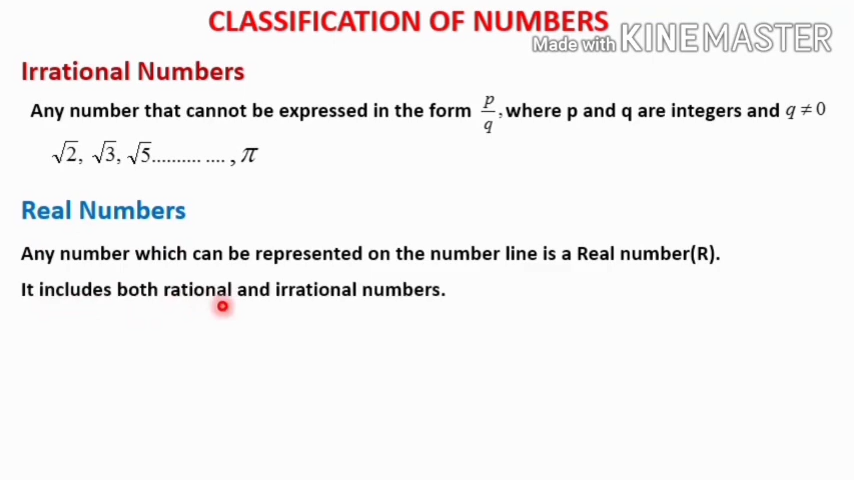 CLASSIFICATION OF NUMBERS
Made with KINEMASTER
Irrational Numbers
Any number that cannot be expressed in the form p/q, where p and q are integers and q ≠ 0
√2, √3, √5.......... .... , π
Real Numbers
Any number which can be represented on the number line is a Real number(R).
It includes both rational and irrational numbers.